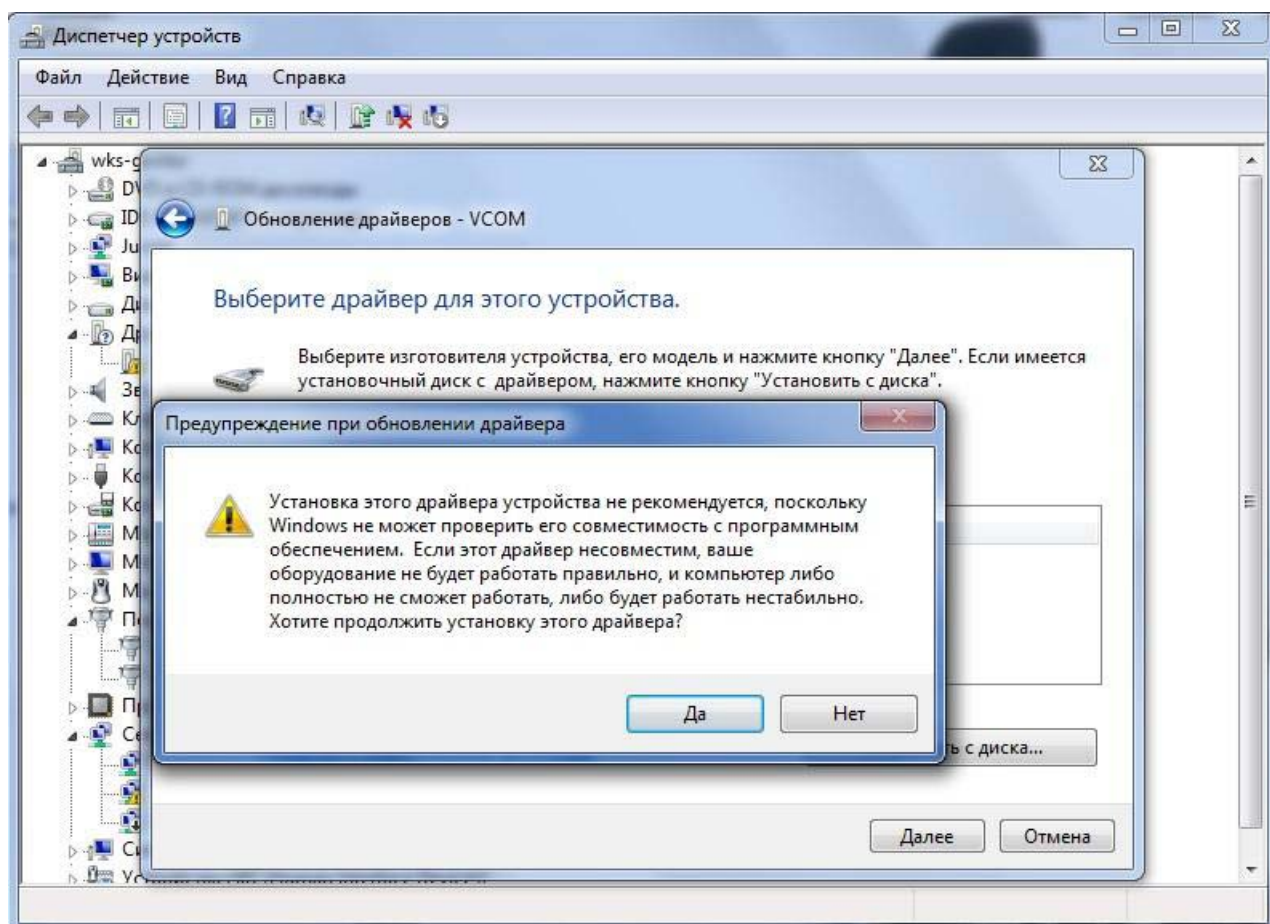 Диспетчер устройств
Файл Действие Вид Справка
Обновление драйверов - VCOM
Выберите драйвер для этого устройства.
Выберите изготовителя устройства, его модель и нажмите кнопку "Далее". Если имеется
установочный диск с драйвером, нажмите кнопку "Установить с диска".
Предупреждение при обновлении драйвера
Установка этого драйвера устройства не рекомендуется, поскольку
Windows не может проверить его совместимость с программным
обеспечением. Если этот драйвер несовместим, ваше
оборудование не будет работать правильно, и компьютер либо
полностью не сможет работать, либо будет работать нестабильно.
Хотите продолжить установку этого драйвера?
Да Нет
с диска...
Далее Отмена